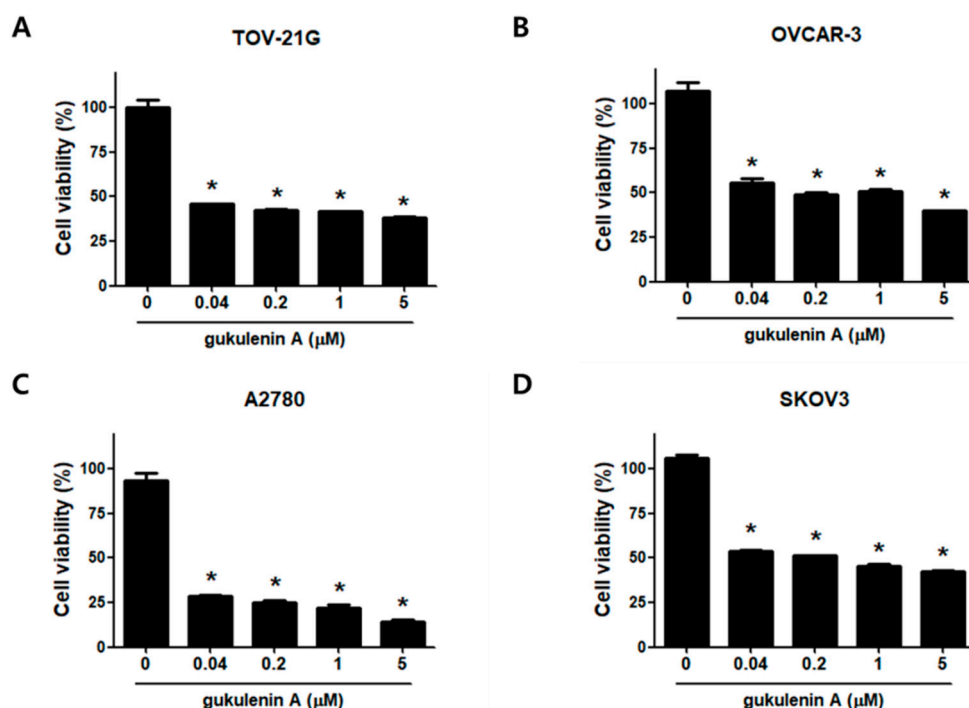 A
TOV-21G
Cell viability (%)
100
75
50
25
0
* * * *
0 0.04 0.2 1 5
gukulenin A (μM)
B
OVCAR-3
Cell viability (%)
100
50
0
* * * *
0 0.04 0.2 1 5
gukulenin A (μM)
C
A2780
Cell viability (%)
100
75
50
25
0
* * * *
0 0.04 0.2 1 5
gukulenin A (μM)
D
SKOV3
Cell viability (%)
100
75
50
25
0
* * * *
0 0.04 0.2 1 5
gukulenin A (μM)